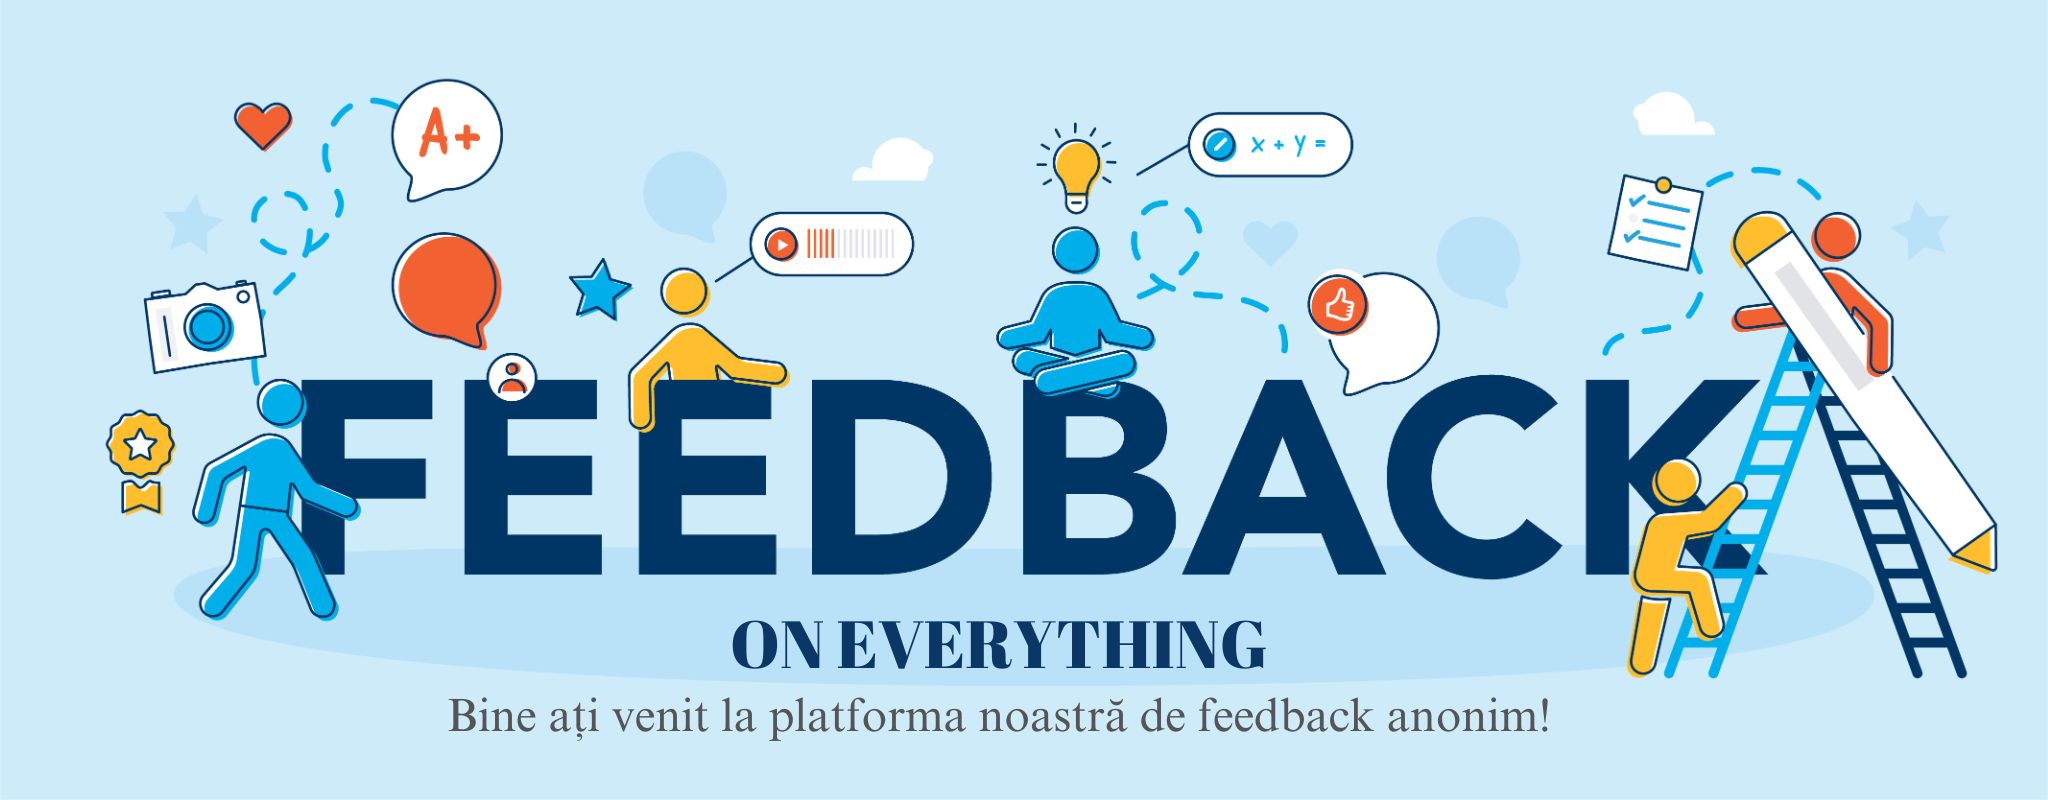 A+
x + y =
FEEDBACK
ON EVERYTHING
Bine ați venit la platforma noastră de feedback anonim!